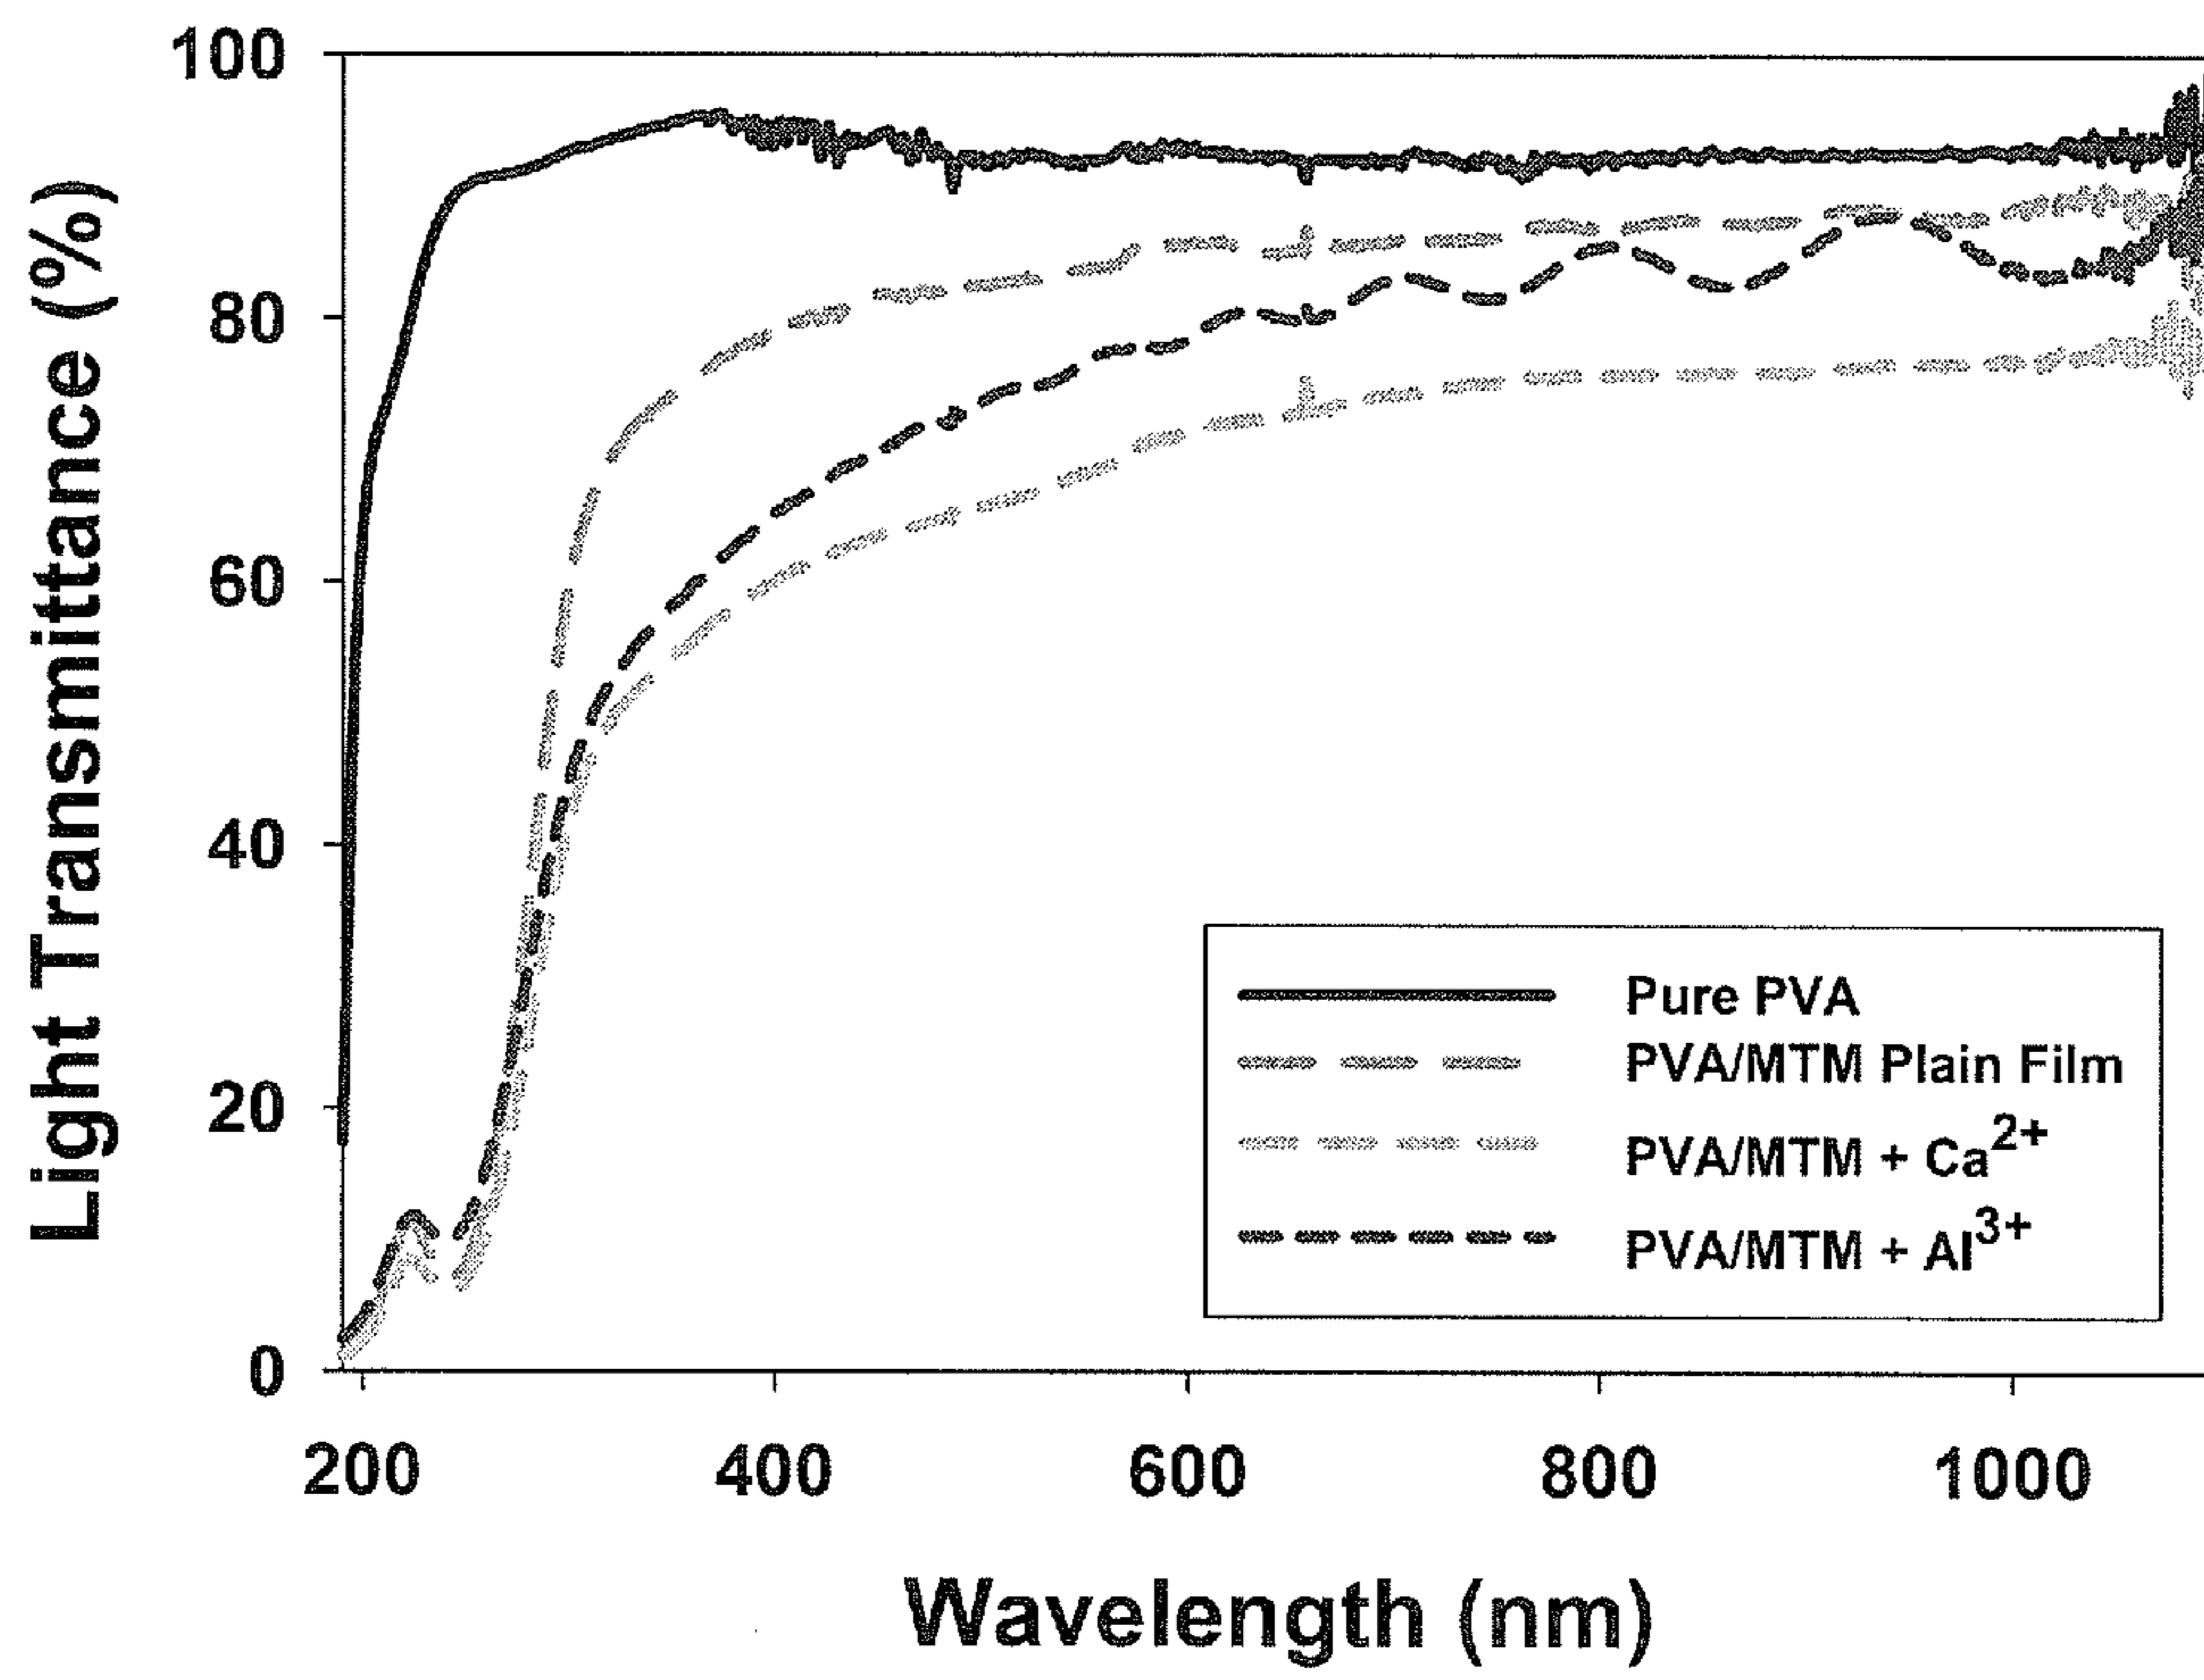 Light Transmittance (%)
100
80
60
40
20
0
200 400 600 800 1000
Wavelength (nm)
Pure PVA
PVA/MTM Plain Film
PVA/MTM + Ca2+
PVA/MTM + Al3+